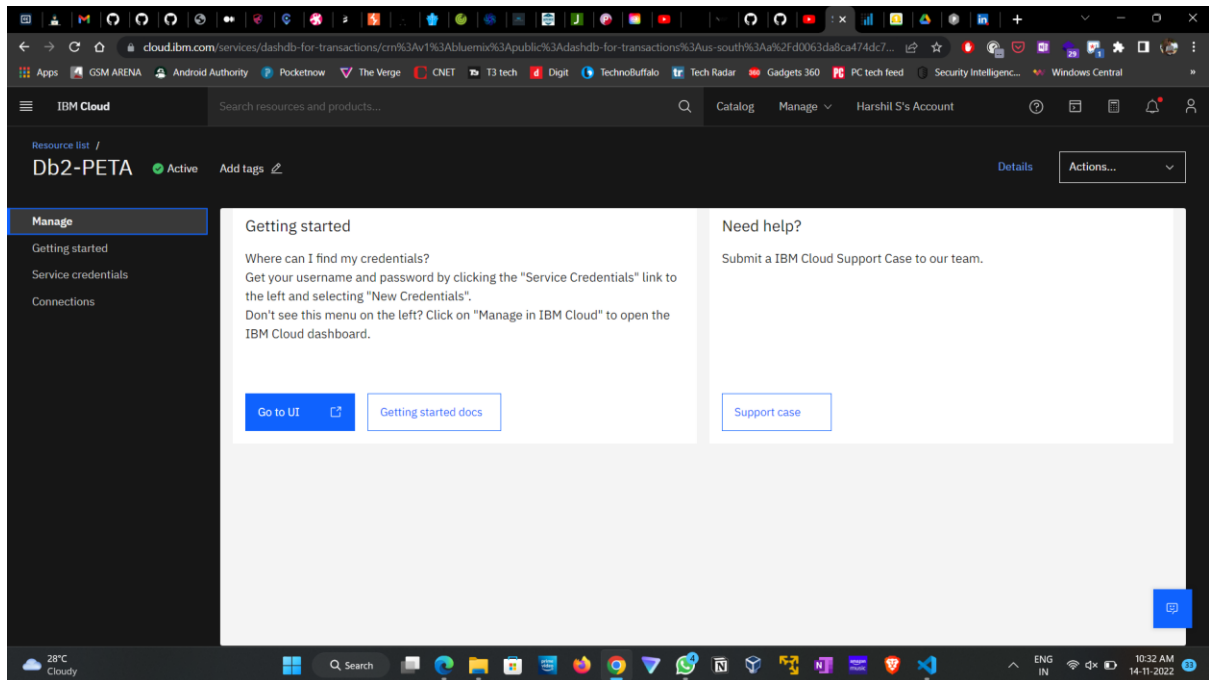 cloud.ibm.com/services/dashdb-for-transactions/crn%3Av1%3Abluemix%3Apublic%3Adashdb-for-transactions%3Aus-south%3Aa%2Fd0063da8ca474dc7...
Apps GSM ARENA Android Authority Pocketnow The Verge CNET T3 tech Digit TechnoBuffalo Tech Radar Gadgets 360 PC tech feed Security Intelligenc... Windows Central »
IBM Cloud Search resources and products... Catalog Manage Harshil S's Account
Resource list /
Db2-PETA Active Add tags Details Actions...
Manage
Getting started
Service credentials
Connections
Getting started
Where can I find my credentials?
Get your username and password by clicking the "Service Credentials" link to
the left and selecting "New Credentials".
Don't see this menu on the left? Click on "Manage in IBM Cloud" to open the
IBM Cloud dashboard.
Go to UI Getting started docs
Need help?
Submit a IBM Cloud Support Case to our team.
Support case
28°C
Cloudy
Search
ENG
IN
10:32 AM
14-11-2022
33